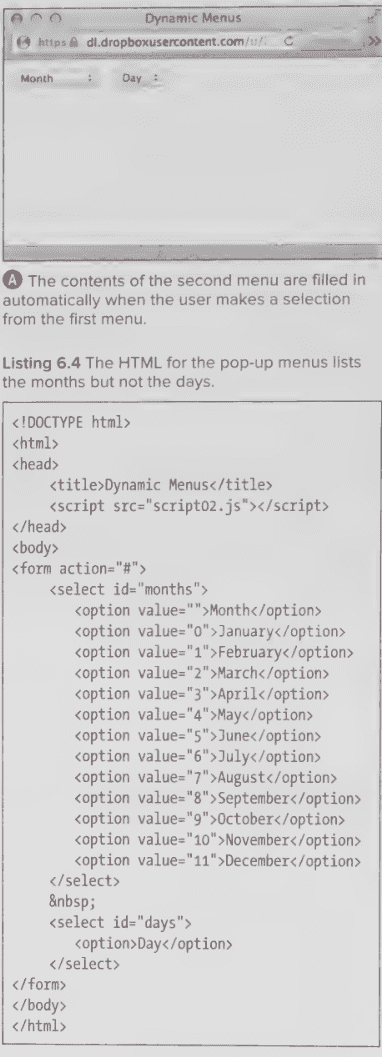 Dynamic Menus
https dl.dropboxusercontent.com/u/
Month Day
A The contents of the second menu are filled in
automatically when the user makes a selection
from the first menu.
Listing 6.4 The HTML for the pop-up menus lists
the months but not the days.
<!DOCTYPE html>
<html>
<head>
<title>Dynamic Menus</title>
<script src="script02.js"></script>
</head>
<body>
<form action="#">
<select id="months">
<option value="">Month</option>
<option value="0">January</option>
<option value="1">February</option>
<option value="2">March</option>
<option value="3">April</option>
<option value="4">May</option>
<option value="5">June</option>
<option value="6">July</option>
<option value="7">August</option>
<option value="8">September</option>
<option value="9">October</option>
<option value="10">November</option>
<option value="11">December</option>
</select>
&nbsp;
<select id="days">
<option>Day</option>
</select>
</form>
</body>
</html>